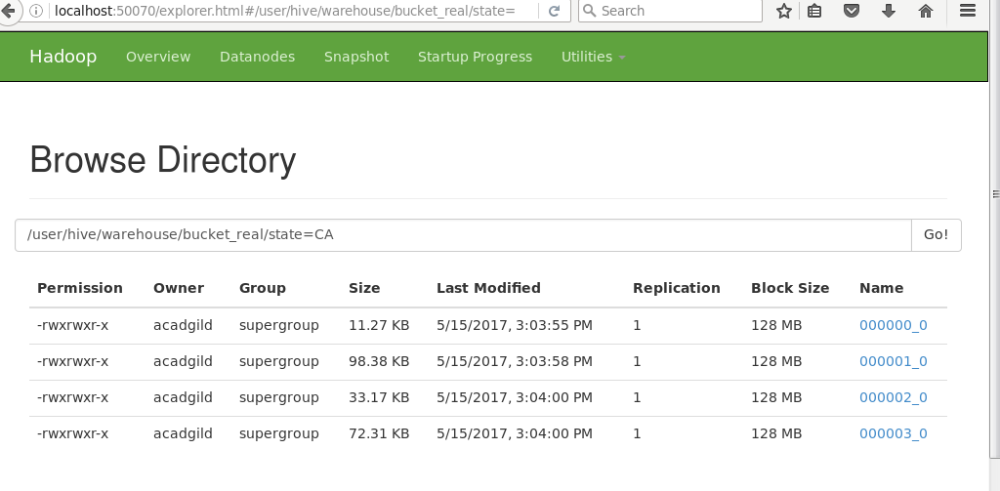 localhost:50070/explorer.html#/user/hive/warehouse/bucket_real/state= Search
Hadoop Overview Datanodes Snapshot Startup Progress Utilities
Browse Directory
/user/hive/warehouse/bucket_real/state=CA Go!
Permission Owner Group Size Last Modified Replication Block Size Name
-rwxrwxr-x acadgild supergroup 11.27 KB 5/15/2017, 3:03:55 PM 1 128 MB 000000_0
-rwxrwxr-x acadgild supergroup 98.38 KB 5/15/2017, 3:03:58 PM 1 128 MB 000001_0
-rwxrwxr-x acadgild supergroup 33.17 KB 5/15/2017, 3:04:00 PM 1 128 MB 000002_0
-rwxrwxr-x acadgild supergroup 72.31 KB 5/15/2017, 3:04:00 PM 1 128 MB 000003_0